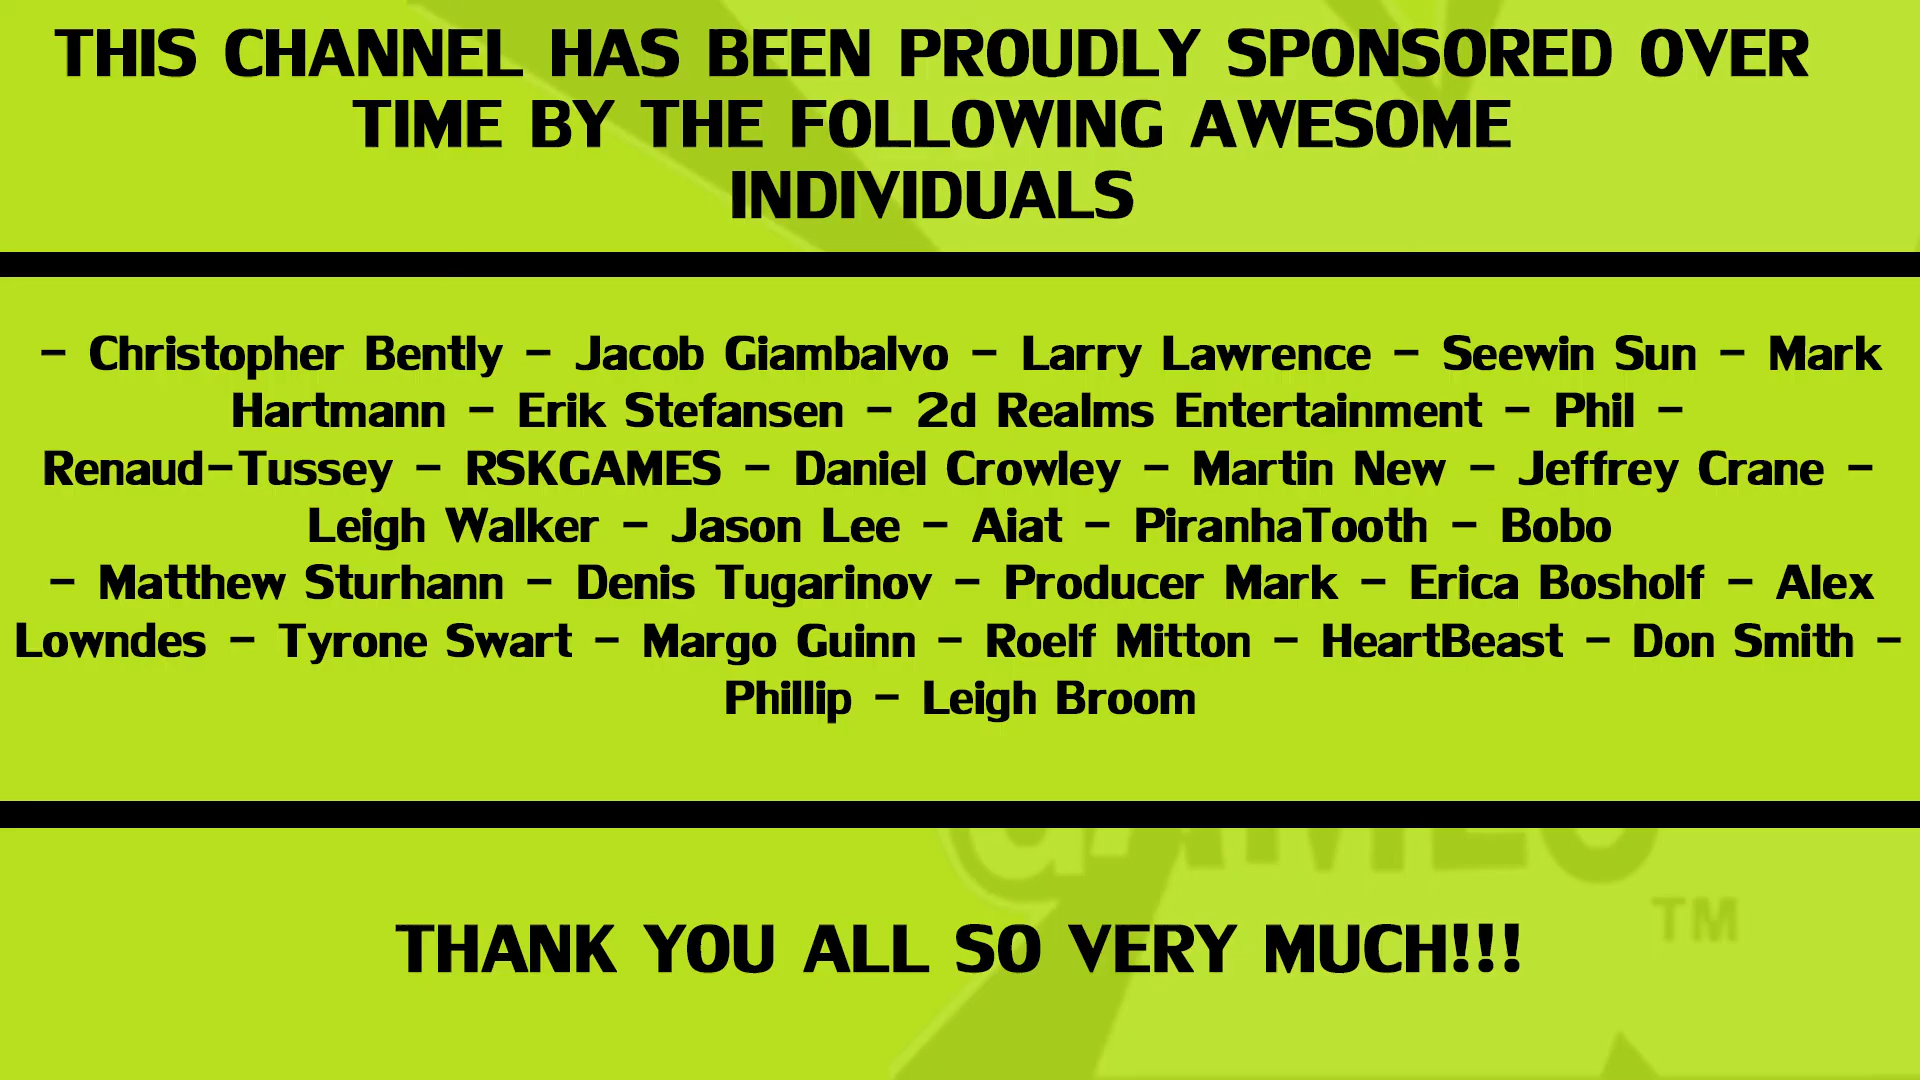 THIS CHANNEL HAS BEEN PROUDLY SPONSORED OVER
TIME BY THE FOLLOWING AWESOME
INDIVIDUALS
- Christopher Bently - Jacob Giambalvo - Larry Lawrence - Seewin Sun - Mark
Hartmann - Erik Stefansen - 2d Realms Entertainment - Phil -
Renaud-Tussey - RSKGAMES - Daniel Crowley - Martin New - Jeffrey Crane -
Leigh Walker - Jason Lee - Aiat - PiranhaTooth - Bobo
- Matthew Sturhann - Denis Tugarinov - Producer Mark - Erica Bosholf - Alex
Lowndes - Tyrone Swart - Margo Guinn - Roelf Mitton - HeartBeast - Don Smith -
Phillip - Leigh Broom
GAMES
TM
THANK YOU ALL SO VERY MUCH!!!